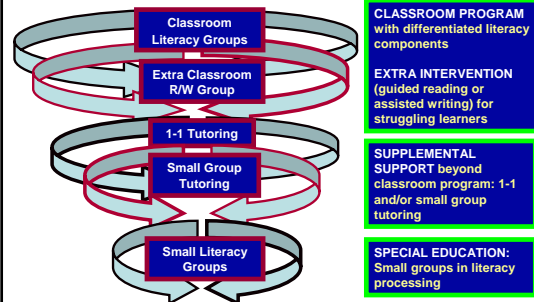 Classroom
Literacy Groups
Extra Classroom
R/W Group
1-1 Tutoring
Small Group
Tutoring
Small Literacy
Groups
CLASSROOM PROGRAM
with differentiated literacy
components
EXTRA INTERVENTION
(guided reading or
assisted writing) for
struggling learners
SUPPLEMENTAL
SUPPORT beyond
classroom program: 1-1
and/or small group
tutoring
SPECIAL EDUCATION:
Small groups in literacy
processing